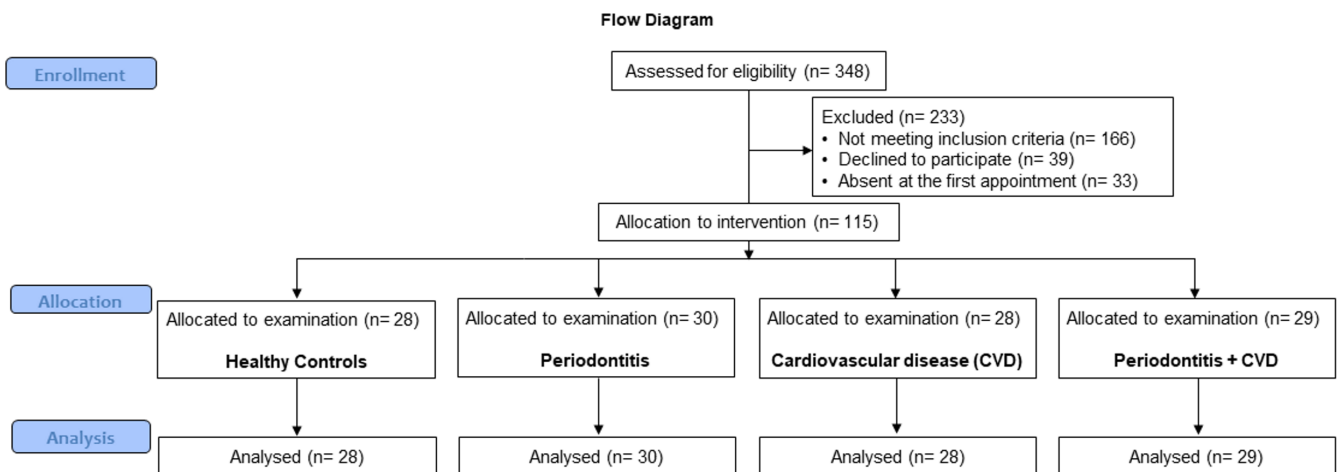 Flow Diagram
Enrollment
Assessed for eligibility (n= 348)
Excluded (n= 233)
• Not meeting inclusion criteria (n= 166)
• Declined to participate (n= 39)
• Absent at the first appointment (n= 33)
Allocation to intervention (n= 115)
Allocation
Allocated to examination (n= 28)
Healthy Controls
Allocated to examination (n= 30)
Periodontitis
Allocated to examination (n= 28)
Cardiovascular disease (CVD)
Allocated to examination (n= 29)
Periodontitis + CVD
Analysis
Analysed (n= 28)
Analysed (n= 30)
Analysed (n= 28)
Analysed (n= 29)